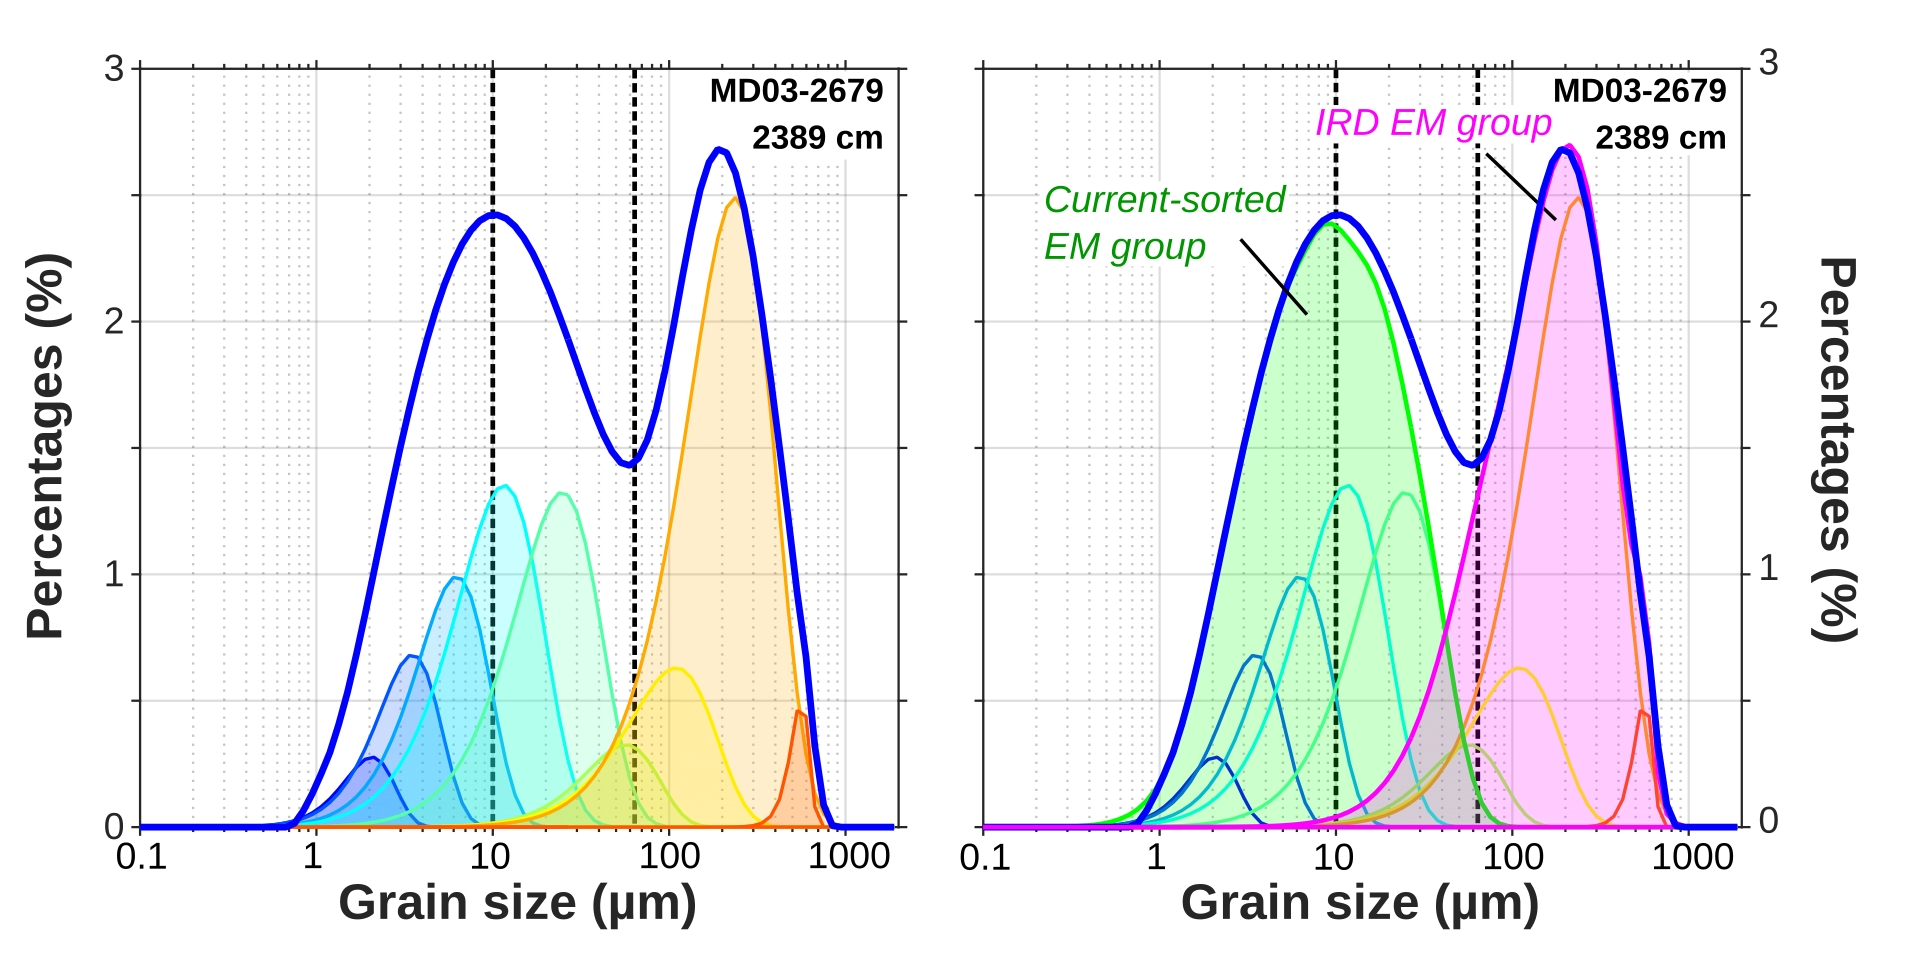 MD03-2679
2389 cm
3
2
1
0
0.1 1 10 100 1000
Grain size (µm)
Percentages (%)
MD03-2679
2389 cm
IRD EM group
Current-sorted
EM group
3
2
1
0
0.1 1 10 100 1000
Grain size (µm)
Percentages (%)